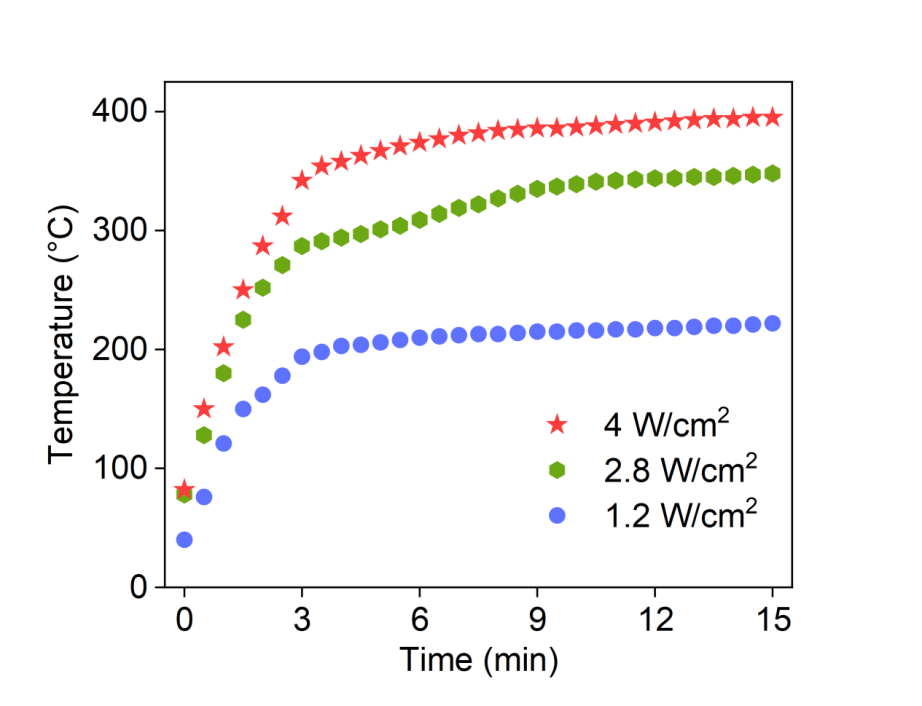 400
300
200
100
0
Temperature (°C)
4 W/cm²
2.8 W/cm²
1.2 W/cm²
0 3 6 9 12 15
Time (min)